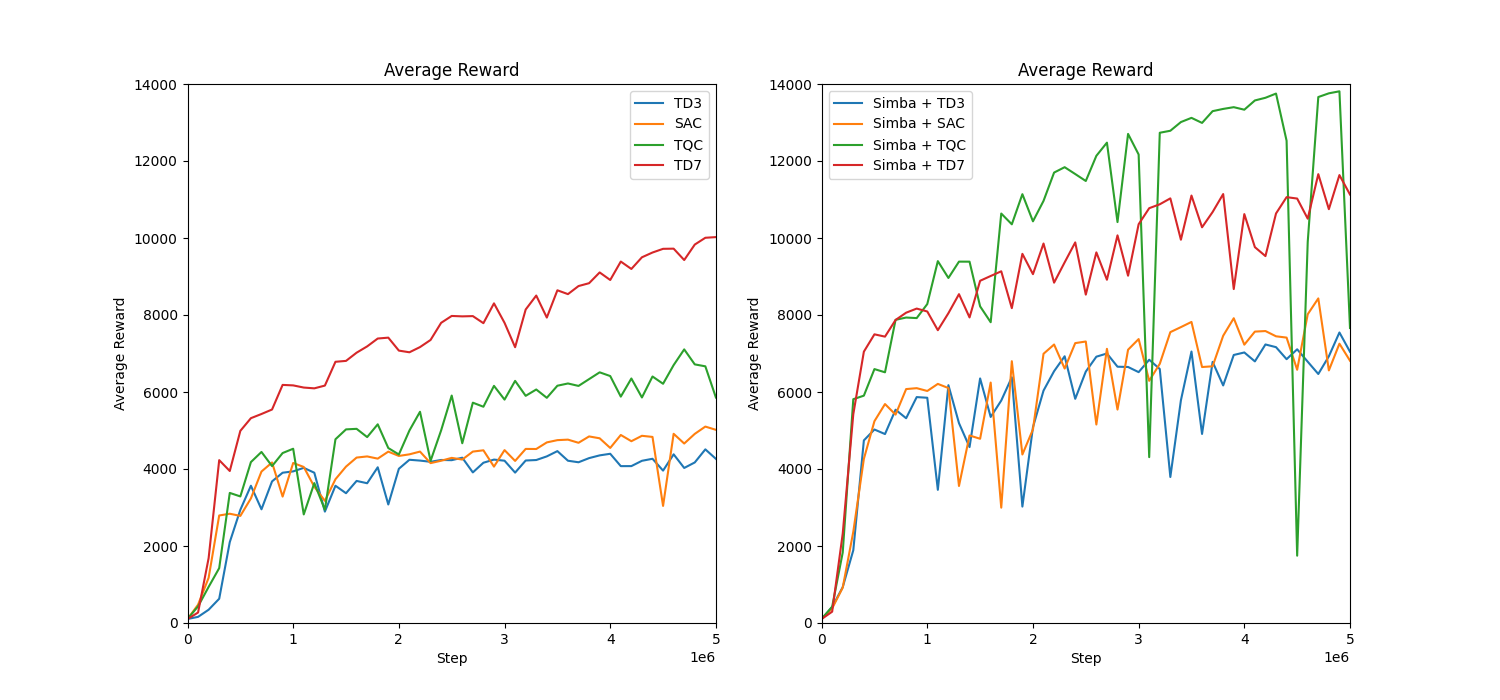 Average Reward
14000
12000
10000
8000
6000
4000
2000
0
Average Reward
TD3
SAC
TQC
TD7
0 1 2 3 4 5
Step
1e6
Average Reward
14000
12000
10000
8000
6000
4000
2000
0
Average Reward
Simba + TD3
Simba + SAC
Simba + TQC
Simba + TD7
0 1 2 3 4 5
Step
1e6